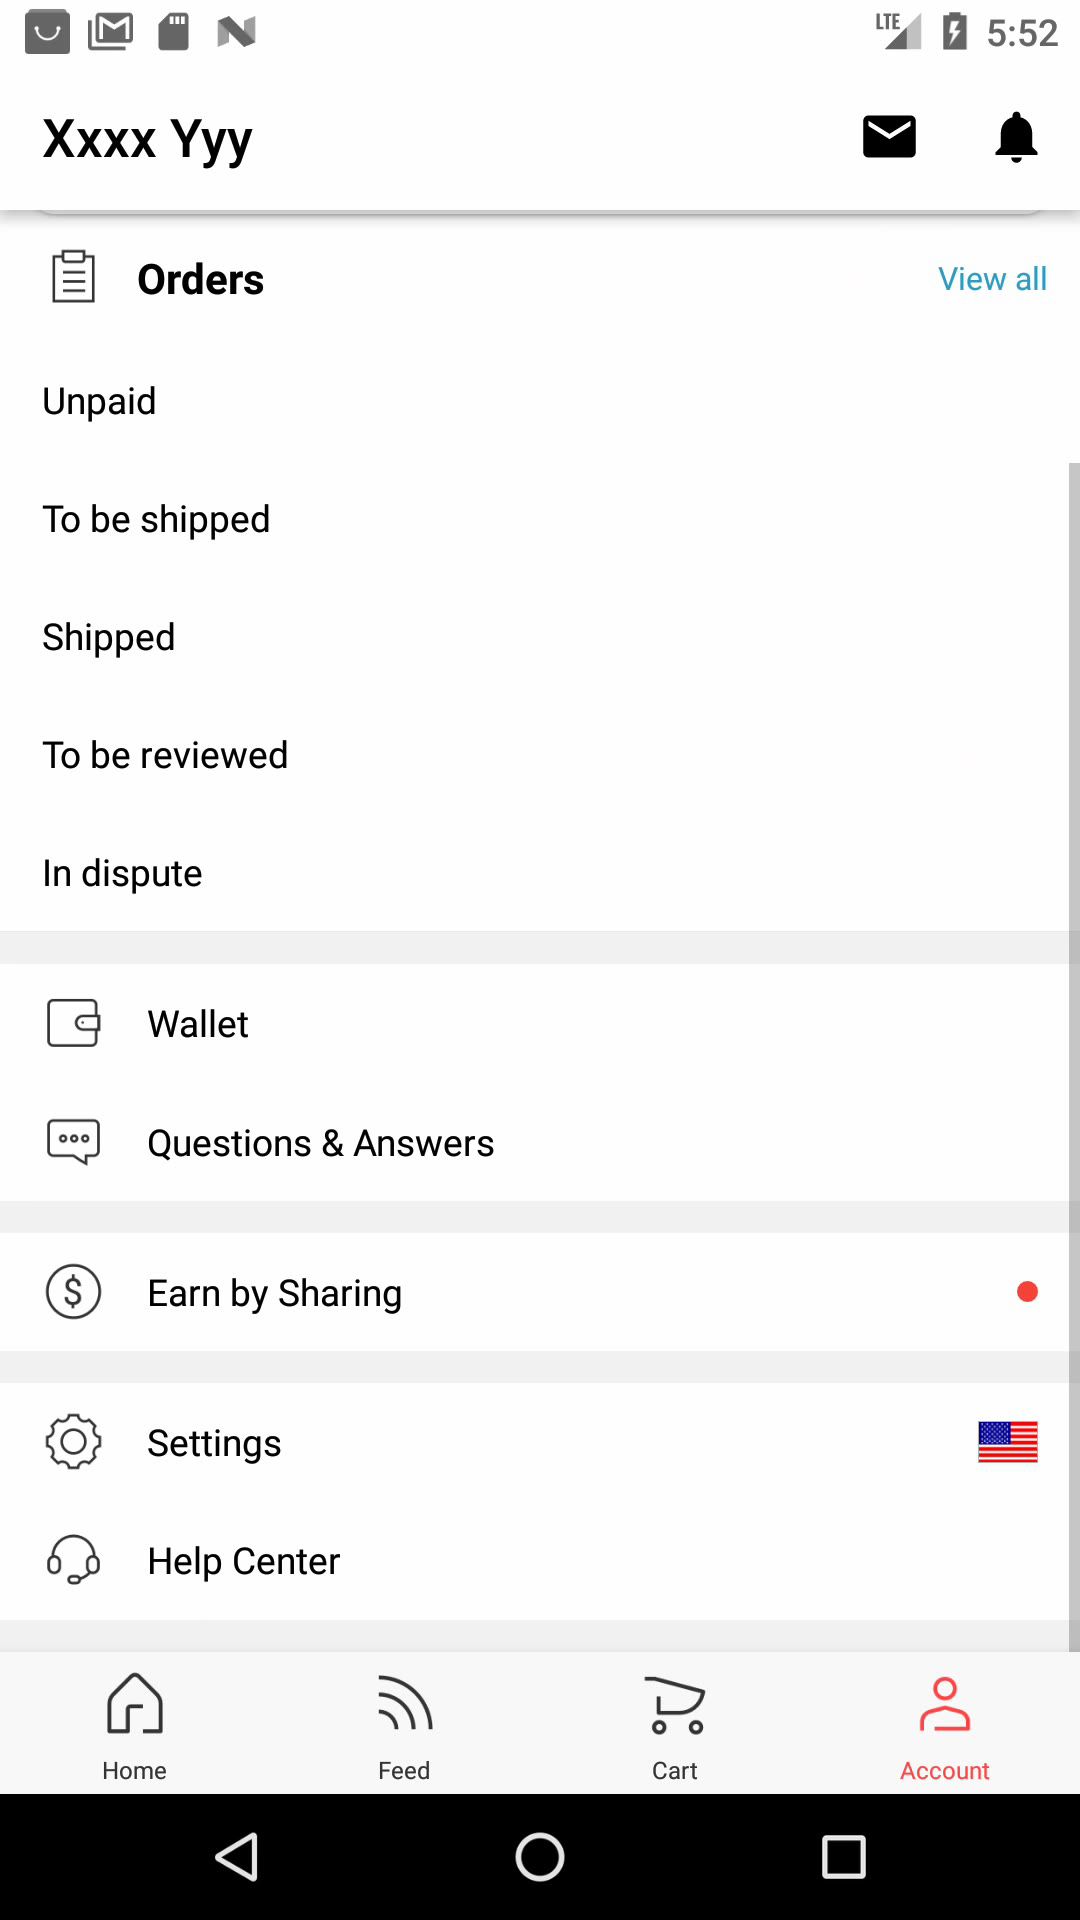 LTE 5:52
Xxxx Yyy
Orders View all
Unpaid
To be shipped
Shipped
To be reviewed
In dispute
Wallet
Questions & Answers
Earn by Sharing
Settings
Help Center
Home Feed Cart Account